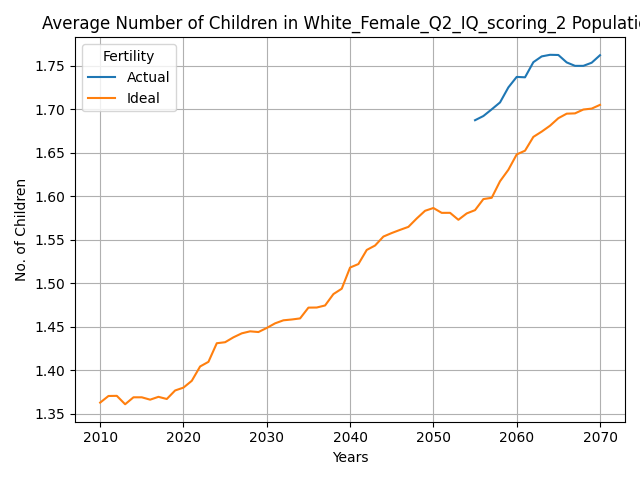 Average Number of Children in White_Female_Q2_IQ_scoring_2 Populatio
Fertility
Actual
Ideal
1.75
1.70
1.65
1.60
1.55
1.50
1.45
1.40
1.35
No. of Children
2010 2020 2030 2040 2050 2060 2070
Years